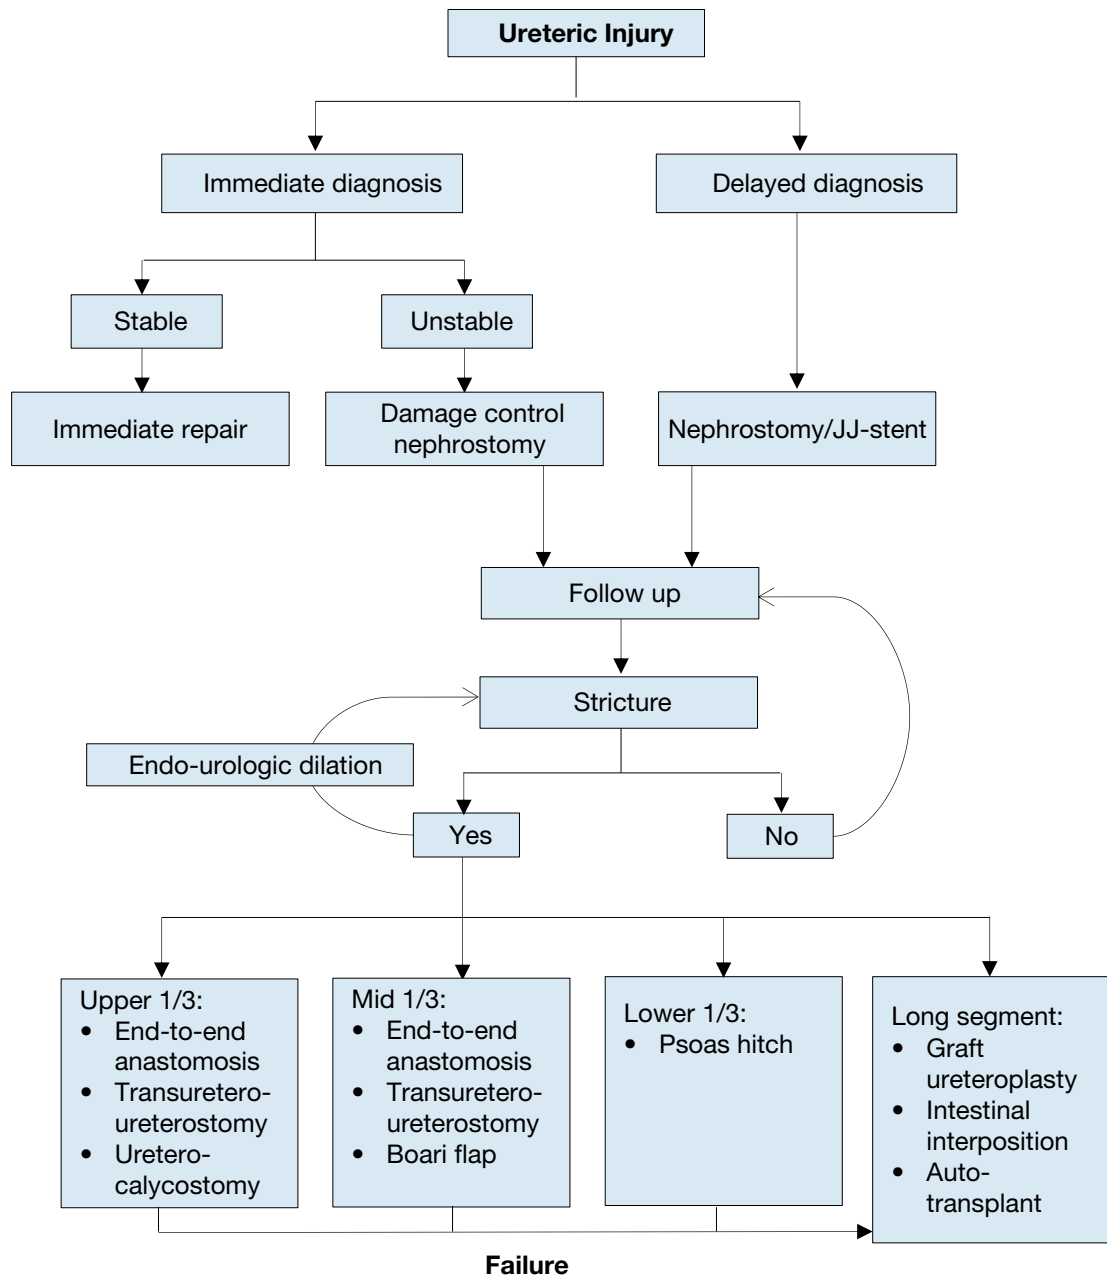 Ureteric Injury
Immediate diagnosis
Delayed diagnosis
Stable
Unstable
Immediate repair
Damage control
nephrostomy
Nephrostomy/JJ-stent
Follow up
Stricture
Endo-urologic dilation
Yes
No
Upper 1/3:
• End-to-end
anastomosis
• Transuretero-
ureterostomy
• Uretero-
calycostomy
Mid 1/3:
• End-to-end
anastomosis
• Transuretero-
ureterostomy
• Boari flap
Lower 1/3:
• Psoas hitch
Long segment:
• Graft
ureteroplasty
• Intestinal
interposition
• Auto-
transplant
Failure